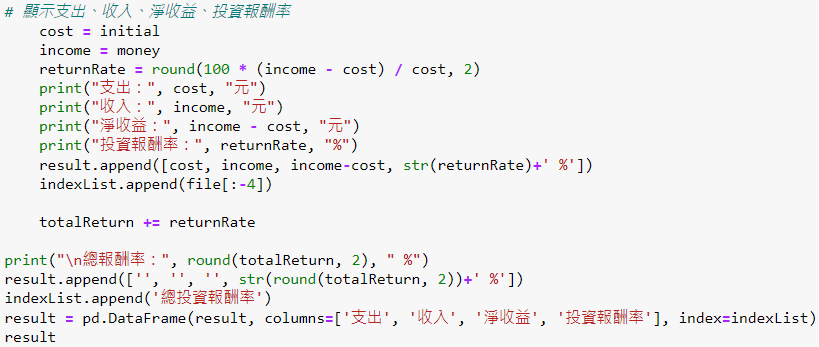 # 顯示支出、收入、淨收益、投資報酬率
    cost = initial
    income = money
    returnRate = round(100 * (income - cost) / cost, 2)
    print("支出：", cost, "元")
    print("收入：", income, "元")
    print("淨收益：", income - cost, "元")
    print("投資報酬率：", returnRate, "%")
    result.append([cost, income, income-cost, str(returnRate)+' %'])
    indexList.append(file[:-4])

    totalReturn += returnRate

print("\n總報酬率：", round(totalReturn, 2), " %")
result.append(['', '', '', str(round(totalReturn, 2))+' %'])
indexList.append('總投資報酬率')
result = pd.DataFrame(result, columns=['支出', '收入', '淨收益', '投資報酬率'], index=indexList)
result